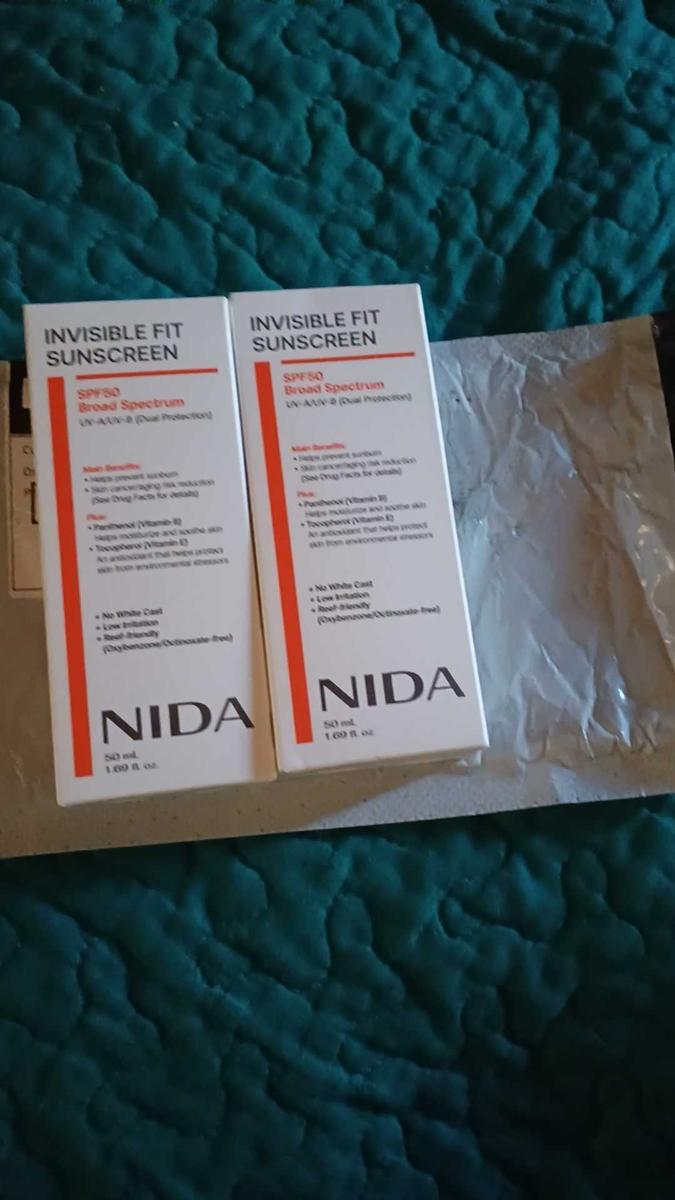 INVISIBLE FIT
SUNSCREEN
SPF50
Broad Spectrum
UV-A/UV-B (Dual Protection)
Main Benefits:
• Helps prevent sunburn
• Skin cancer/aging risk reduction
(See Drug Facts for details)
Plus:
• Panthenol (Vitamin B)
Helps moisturize and soothe skin
• Tocopherol (Vitamin E)
An antioxidant that helps protect
skin from environmental stressors
• No White Cast
• Low Irritation
• Reef-friendly
(Oxybenzone/Octinoxate-free)
NIDA
50 mL
1.69 fl. oz.
INVISIBLE FIT
SUNSCREEN
SPF50
Broad Spectrum
UV-A/UV-B (Dual Protection)
Main Benefits:
• Helps prevent sunburn
• Skin cancer/aging risk reduction
(See Drug Facts for details)
Plus:
• Panthenol (Vitamin B)
Helps moisturize and soothe skin
• Tocopherol (Vitamin E)
An antioxidant that helps protect
skin from environmental stressors
• No White Cast
• Low Irritation
• Reef-friendly
(Oxybenzone/Octinoxate-free)
NIDA
50 mL
1.69 fl. oz.